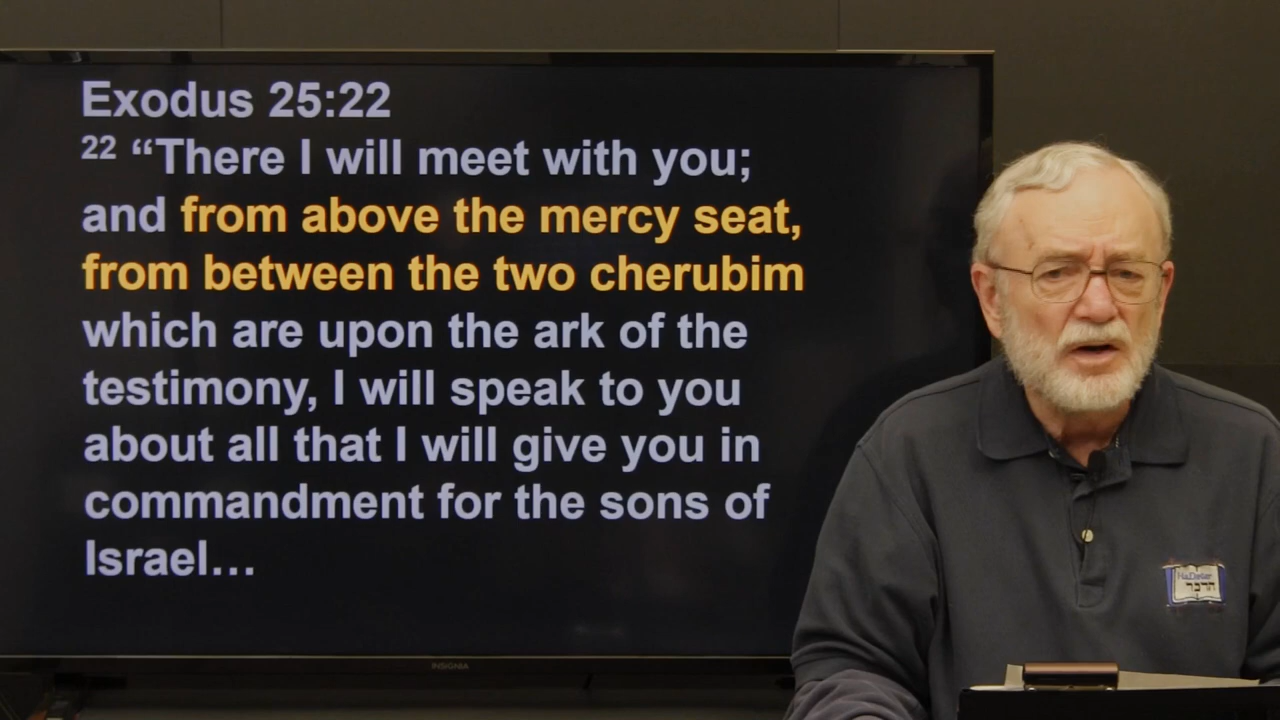 Exodus 25:22
22 “There I will meet with you;
and from above the mercy seat,
from between the two cherubim
which are upon the ark of the
testimony, I will speak to you
about all that I will give you in
commandment for the sons of
Israel…
INSIGNIA
HaDavar
הדבר